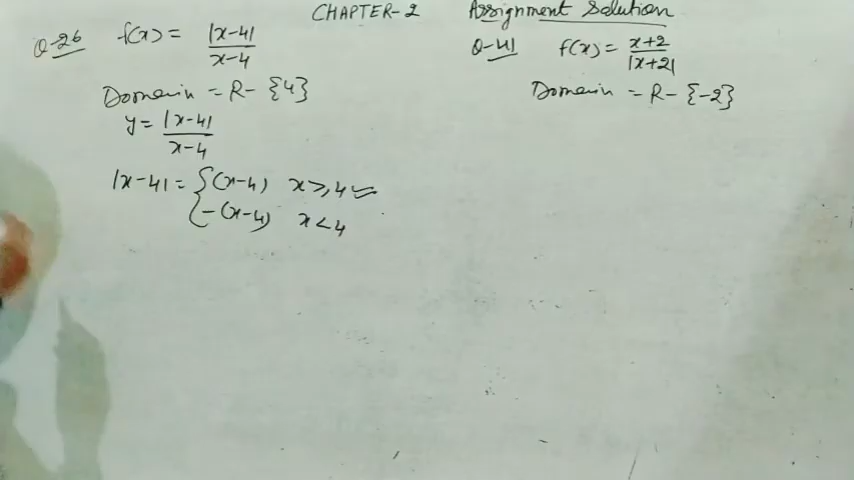 CHAPTER-2 Assignment Solution
Q-26 f(x) = |x-4| / x-4
Domain = R- {4}
y = |x-4| / x-4
|x-4| = { (x-4) x ≥ 4
-(x-4) x < 4
Q-41 f(x) = x+2 / |x+2|
Domain = R- {-2}